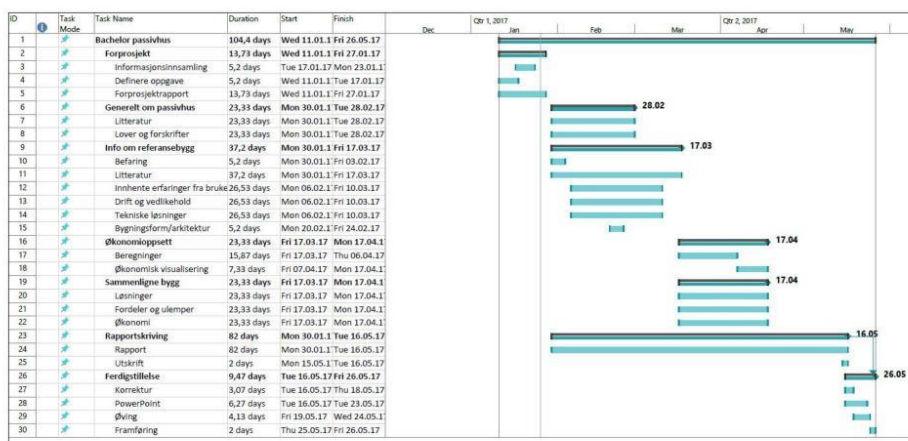 ID Task Mode Task Name Duration Start Finish Dec Qtr 1, 2017 Jan Feb Mar Qtr 2, 2017 Apr May
1 Bachelor passivhus 104,4 days Wed 11.01.1 Fri 26.05.17
2 Forprosjekt 13,73 days Wed 11.01.1 Fri 27.01.17
3 Informasjonsinnsamling 5,2 days Tue 17.01.17 Mon 23.01.17
4 Definere oppgave 5,2 days Wed 11.01.1 Tue 17.01.17
5 Forprosjektrapport 13,73 days Wed 11.01.1 Fri 27.01.17
6 Generelt om passivhus 23,33 days Mon 30.01.1 Tue 28.02.17 28.02
7 Litteratur 23,33 days Mon 30.01.1 Tue 28.02.17
8 Lover og forskrifter 23,33 days Mon 30.01.1 Tue 28.02.17
9 Info om referansebygg 37,2 days Mon 30.01.1 Fri 17.03.17 17.03
10 Befaring 5,2 days Mon 30.01.1 Fri 03.02.17
11 Litteratur 37,2 days Mon 30.01.1 Fri 17.03.17
12 Innhente erfaringer fra bruke 26,53 days Mon 06.02.1 Fri 10.03.17
13 Drift og vedlikehold 26,53 days Mon 06.02.1 Fri 10.03.17
14 Tekniske løsninger 26,53 days Mon 06.02.1 Fri 10.03.17
15 Bygningsform/arkitektur 5,2 days Mon 20.02.1 Fri 24.02.17
16 Økonomioppsett 23,33 days Fri 17.03.17 Mon 17.04.1 17.04
17 Beregninger 15,87 days Fri 17.03.17 Thu 06.04.17
18 Økonomisk visualisering 7,33 days Fri 07.04.17 Mon 17.04.1
19 Sammenligne bygg 23,33 days Fri 17.03.17 Mon 17.04.1 17.04
20 Løsninger 23,33 days Fri 17.03.17 Mon 17.04.1
21 Fordeler og ulemper 23,33 days Fri 17.03.17 Mon 17.04.1
22 Økonomi 23,33 days Fri 17.03.17 Mon 17.04.1
23 Rapportskriving 82 days Mon 30.01.1 Tue 16.05.17 16.05
24 Rapport 82 days Mon 30.01.1 Tue 16.05.17
25 Utskrift 2 days Mon 15.05.1 Tue 16.05.17
26 Ferdigstillelse 9,47 days Tue 16.05.17 Fri 26.05.17 26.05
27 Korrektur 3,07 days Tue 16.05.17 Thu 18.05.17
28 PowerPoint 6,27 days Tue 16.05.17 Tue 23.05.17
29 Øving 4,13 days Fri 19.05.17 Wed 24.05.1
30 Framføring 2 days Thu 25.05.17 Fri 26.05.17